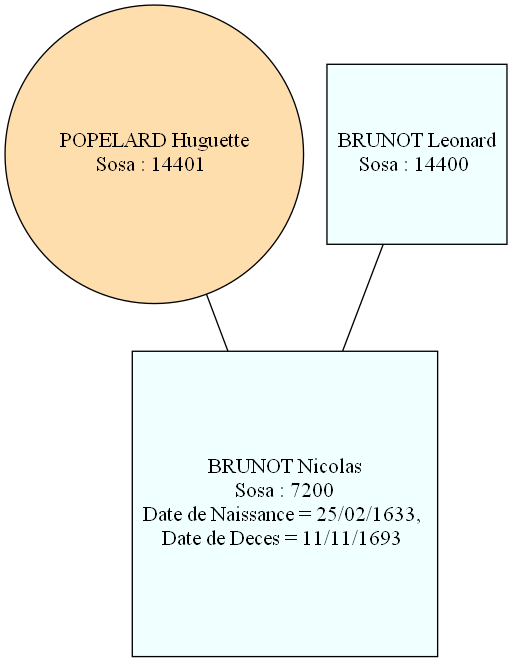 POPELARD Huguette
Sosa : 14401
BRUNOT Leonard
Sosa : 14400
BRUNOT Nicolas
Sosa : 7200
Date de Naissance = 25/02/1633,
Date de Deces = 11/11/1693